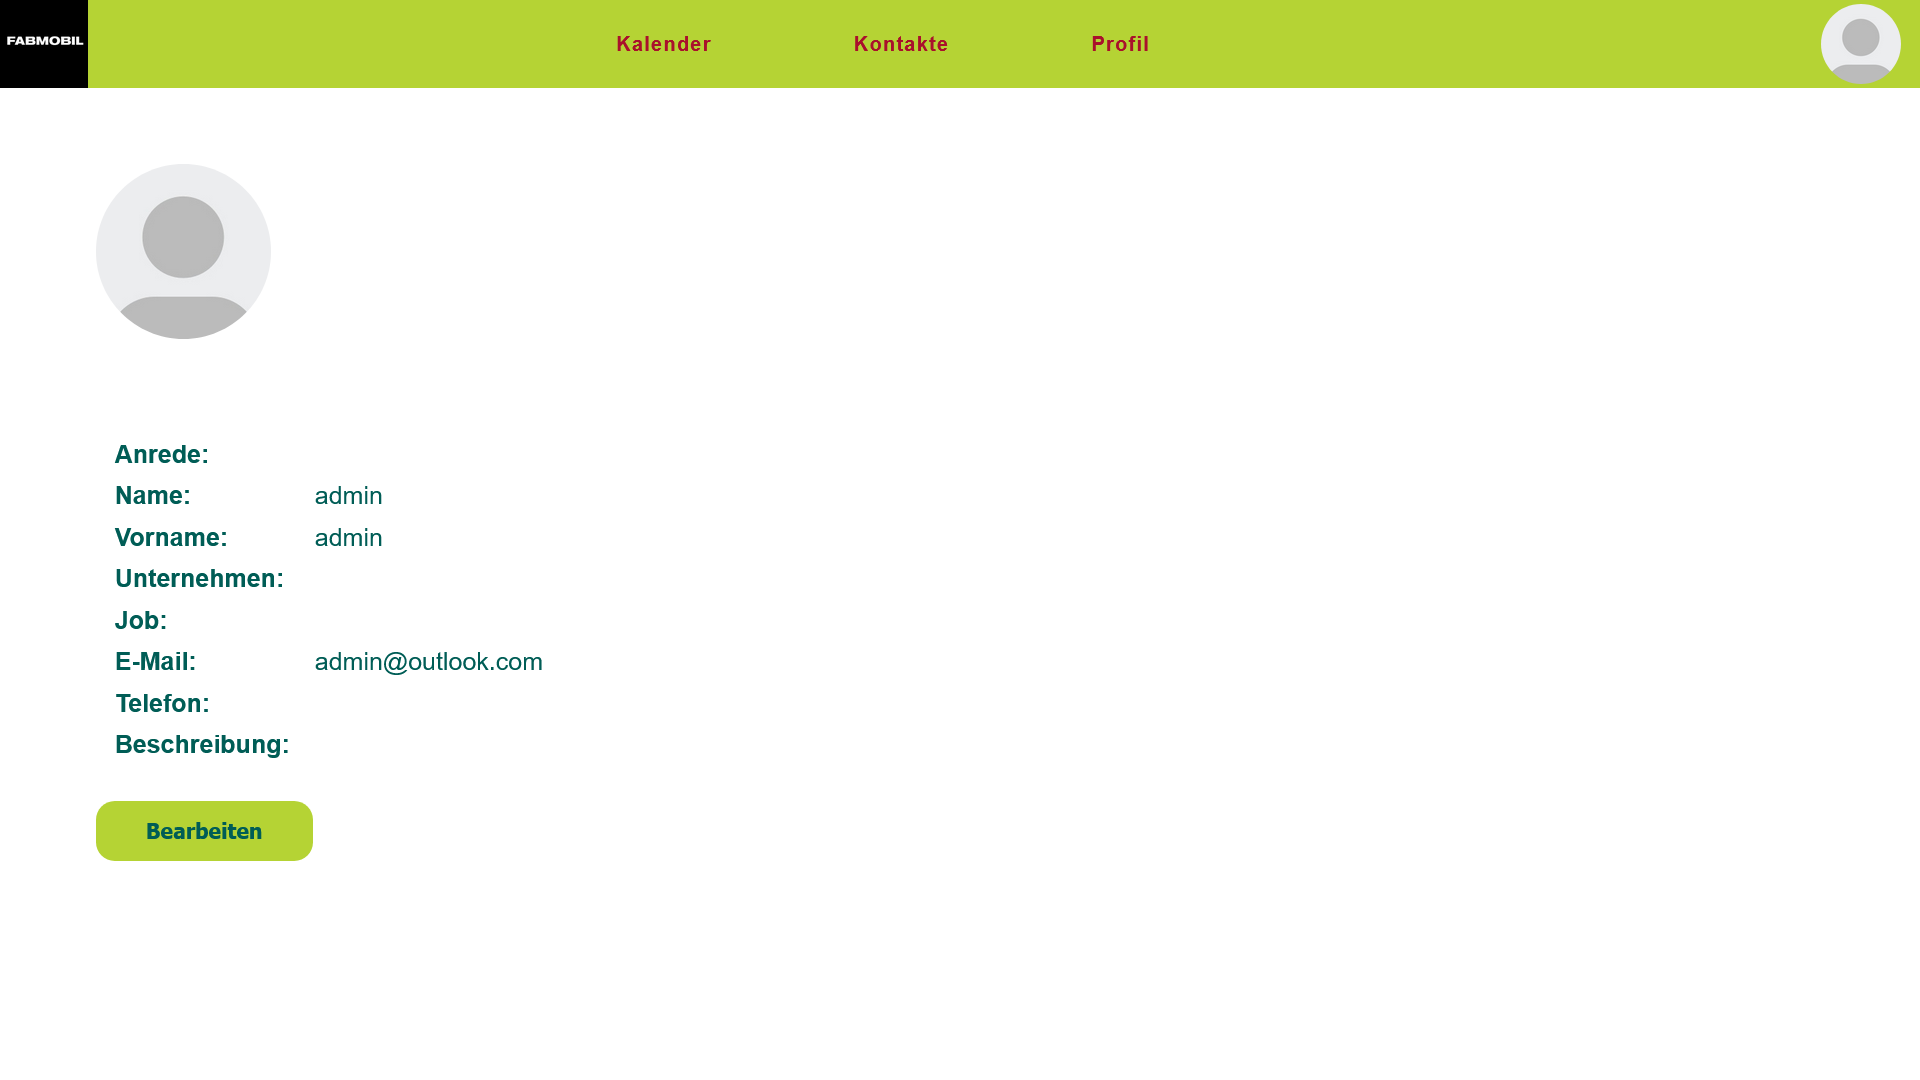 FABMOBIL
Kalender Kontakte Profil
Anrede:
Name: admin
Vorname: admin
Unternehmen:
Job:
E-Mail: admin@outlook.com
Telefon:
Beschreibung:
Bearbeiten